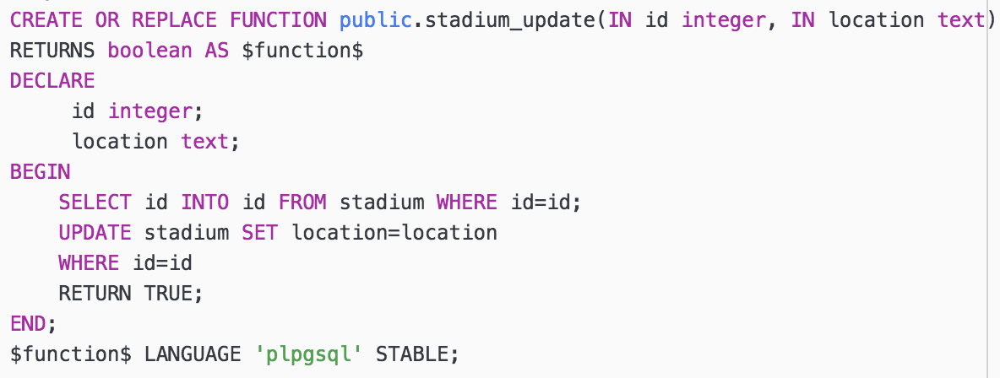 CREATE OR REPLACE FUNCTION public.stadium_update(IN id integer, IN location text)
RETURNS boolean AS $function$
DECLARE
     id integer;
     location text;
BEGIN
    SELECT id INTO id FROM stadium WHERE id=id;
    UPDATE stadium SET location=location
    WHERE id=id
    RETURN TRUE;
END;
$function$ LANGUAGE 'plpgsql' STABLE;